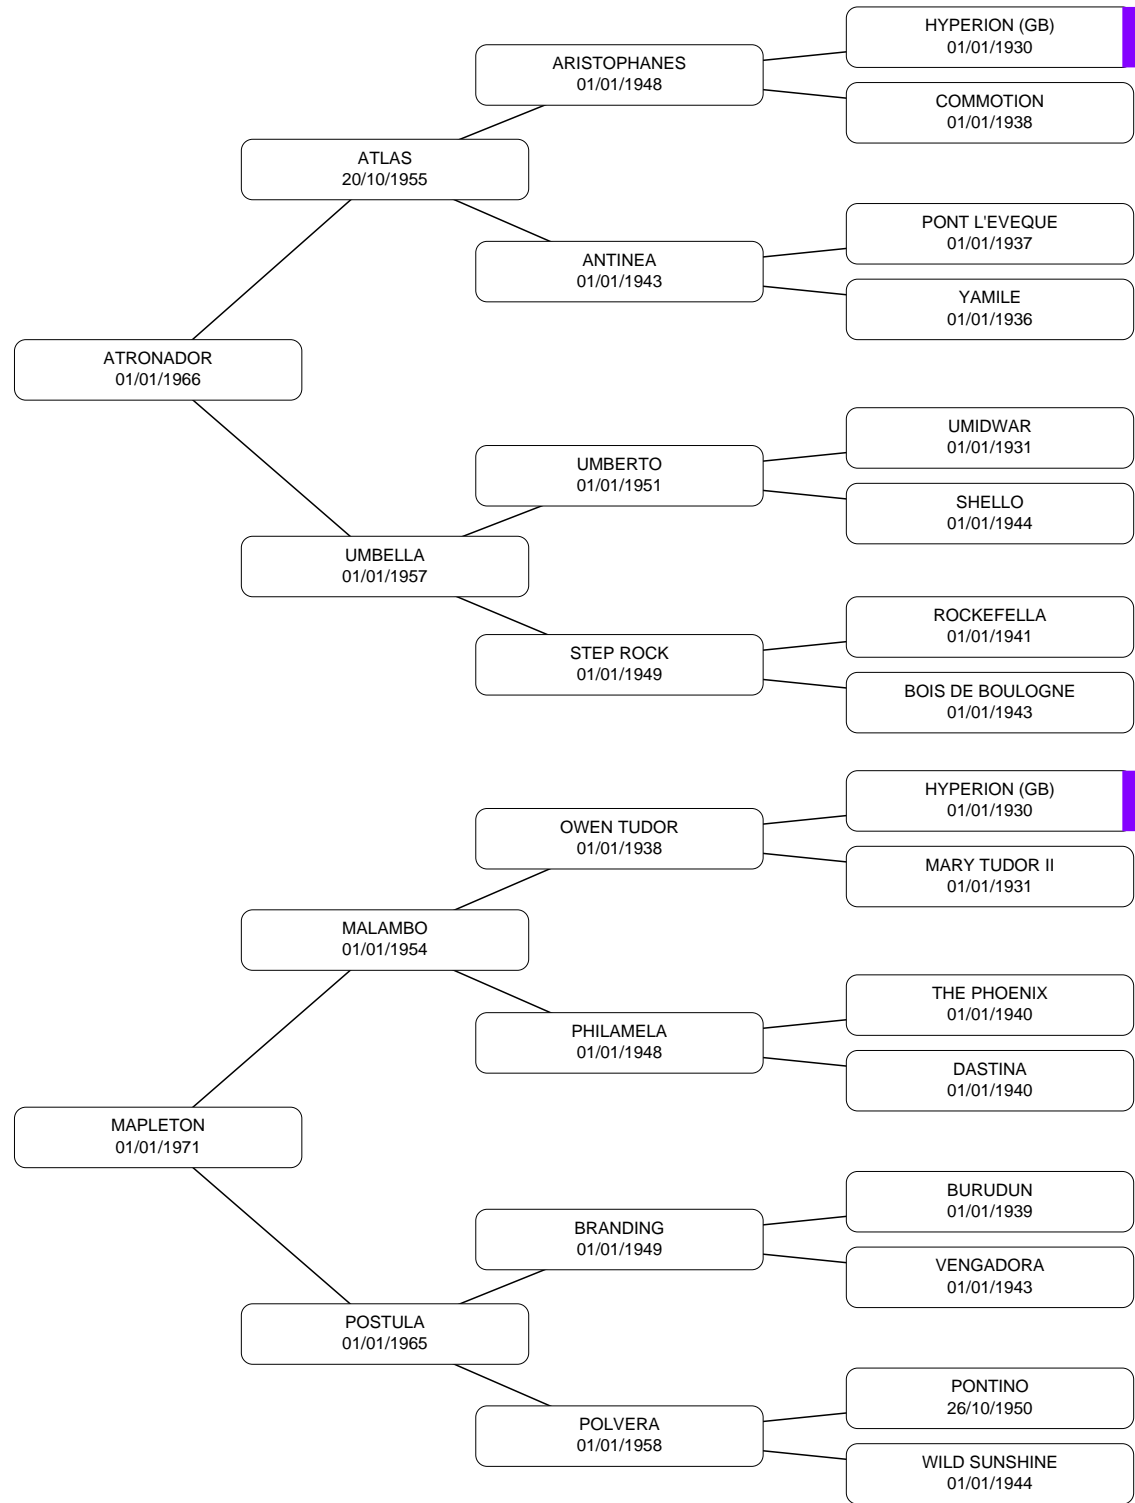 HYPERION (GB)
01/01/1930
ARISTOPHANES
01/01/1948
COMMOTION
01/01/1938
ATLAS
20/10/1955
PONT L'EVEQUE
01/01/1937
ANTINEA
01/01/1943
YAMILE
01/01/1936
ATRONADOR
01/01/1966
UMIDWAR
01/01/1931
UMBERTO
01/01/1951
SHELLO
01/01/1944
UMBELLA
01/01/1957
ROCKEFELLA
01/01/1941
STEP ROCK
01/01/1949
BOIS DE BOULOGNE
01/01/1943
HYPERION (GB)
01/01/1930
OWEN TUDOR
01/01/1938
MARY TUDOR II
01/01/1931
MALAMBO
01/01/1954
THE PHOENIX
01/01/1940
PHILAMELA
01/01/1948
DASTINA
01/01/1940
MAPLETON
01/01/1971
BURUDUN
01/01/1939
BRANDING
01/01/1949
VENGADORA
01/01/1943
POSTULA
01/01/1965
PONTINO
26/10/1950
POLVERA
01/01/1958
WILD SUNSHINE
01/01/1944